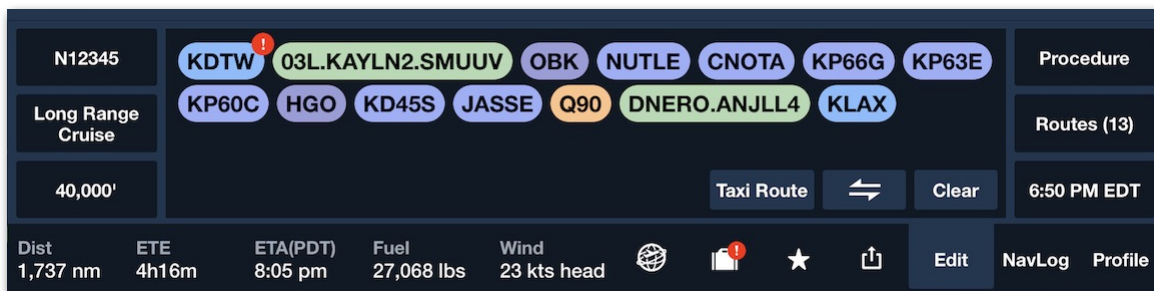 N12345
Long Range
Cruise
40,000'
KDTW ! 03L.KAYLN2.SMUUV OBK NUTLE CNOTA KP66G KP63E
KP60C HGO KD45S JASSE Q90 DNERO.ANJLL4 KLAX
Taxi Route Clear
Procedure
Routes (13)
6:50 PM EDT
Dist ETE ETA(PDT) Fuel Wind
1,737 nm 4h16m 8:05 pm 27,068 lbs 23 kts head ! Edit NavLog Profile